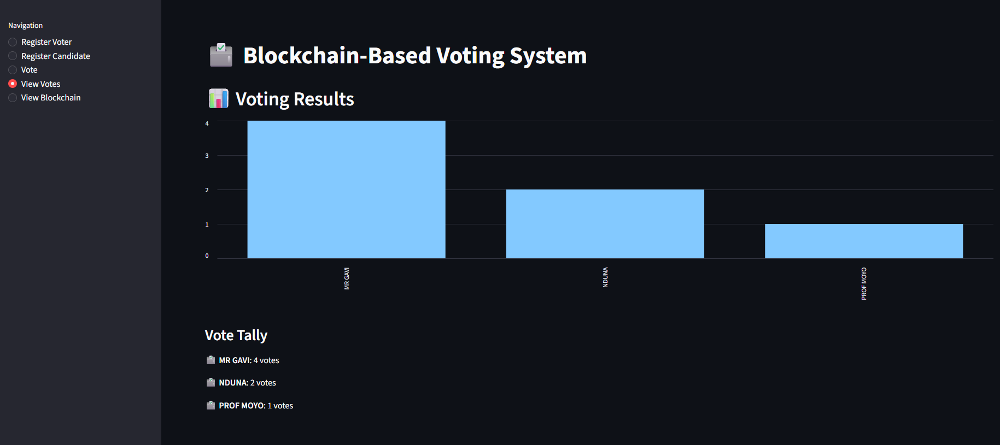 Navigation
Register Voter
Register Candidate
Vote
View Votes
View Blockchain
Blockchain-Based Voting System
Voting Results
4
3
2
1
0
MR GAVI
NDUNA
PROF MOYO
Vote Tally
MR GAVI: 4 votes
NDUNA: 2 votes
PROF MOYO: 1 votes